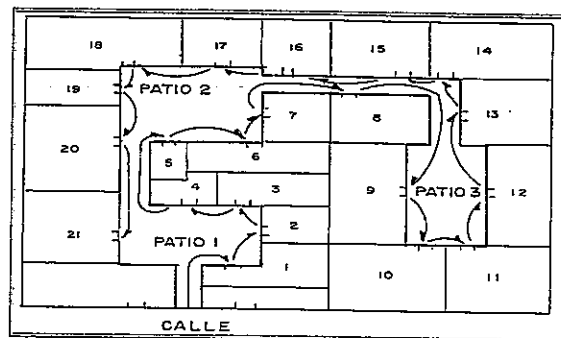 18 17 16 15 14
19 PATIO 2 7 8 13
20 5 6
4 3 9 PATIO 3 12
21 PATIO 1 2
1 10 11
CALLE